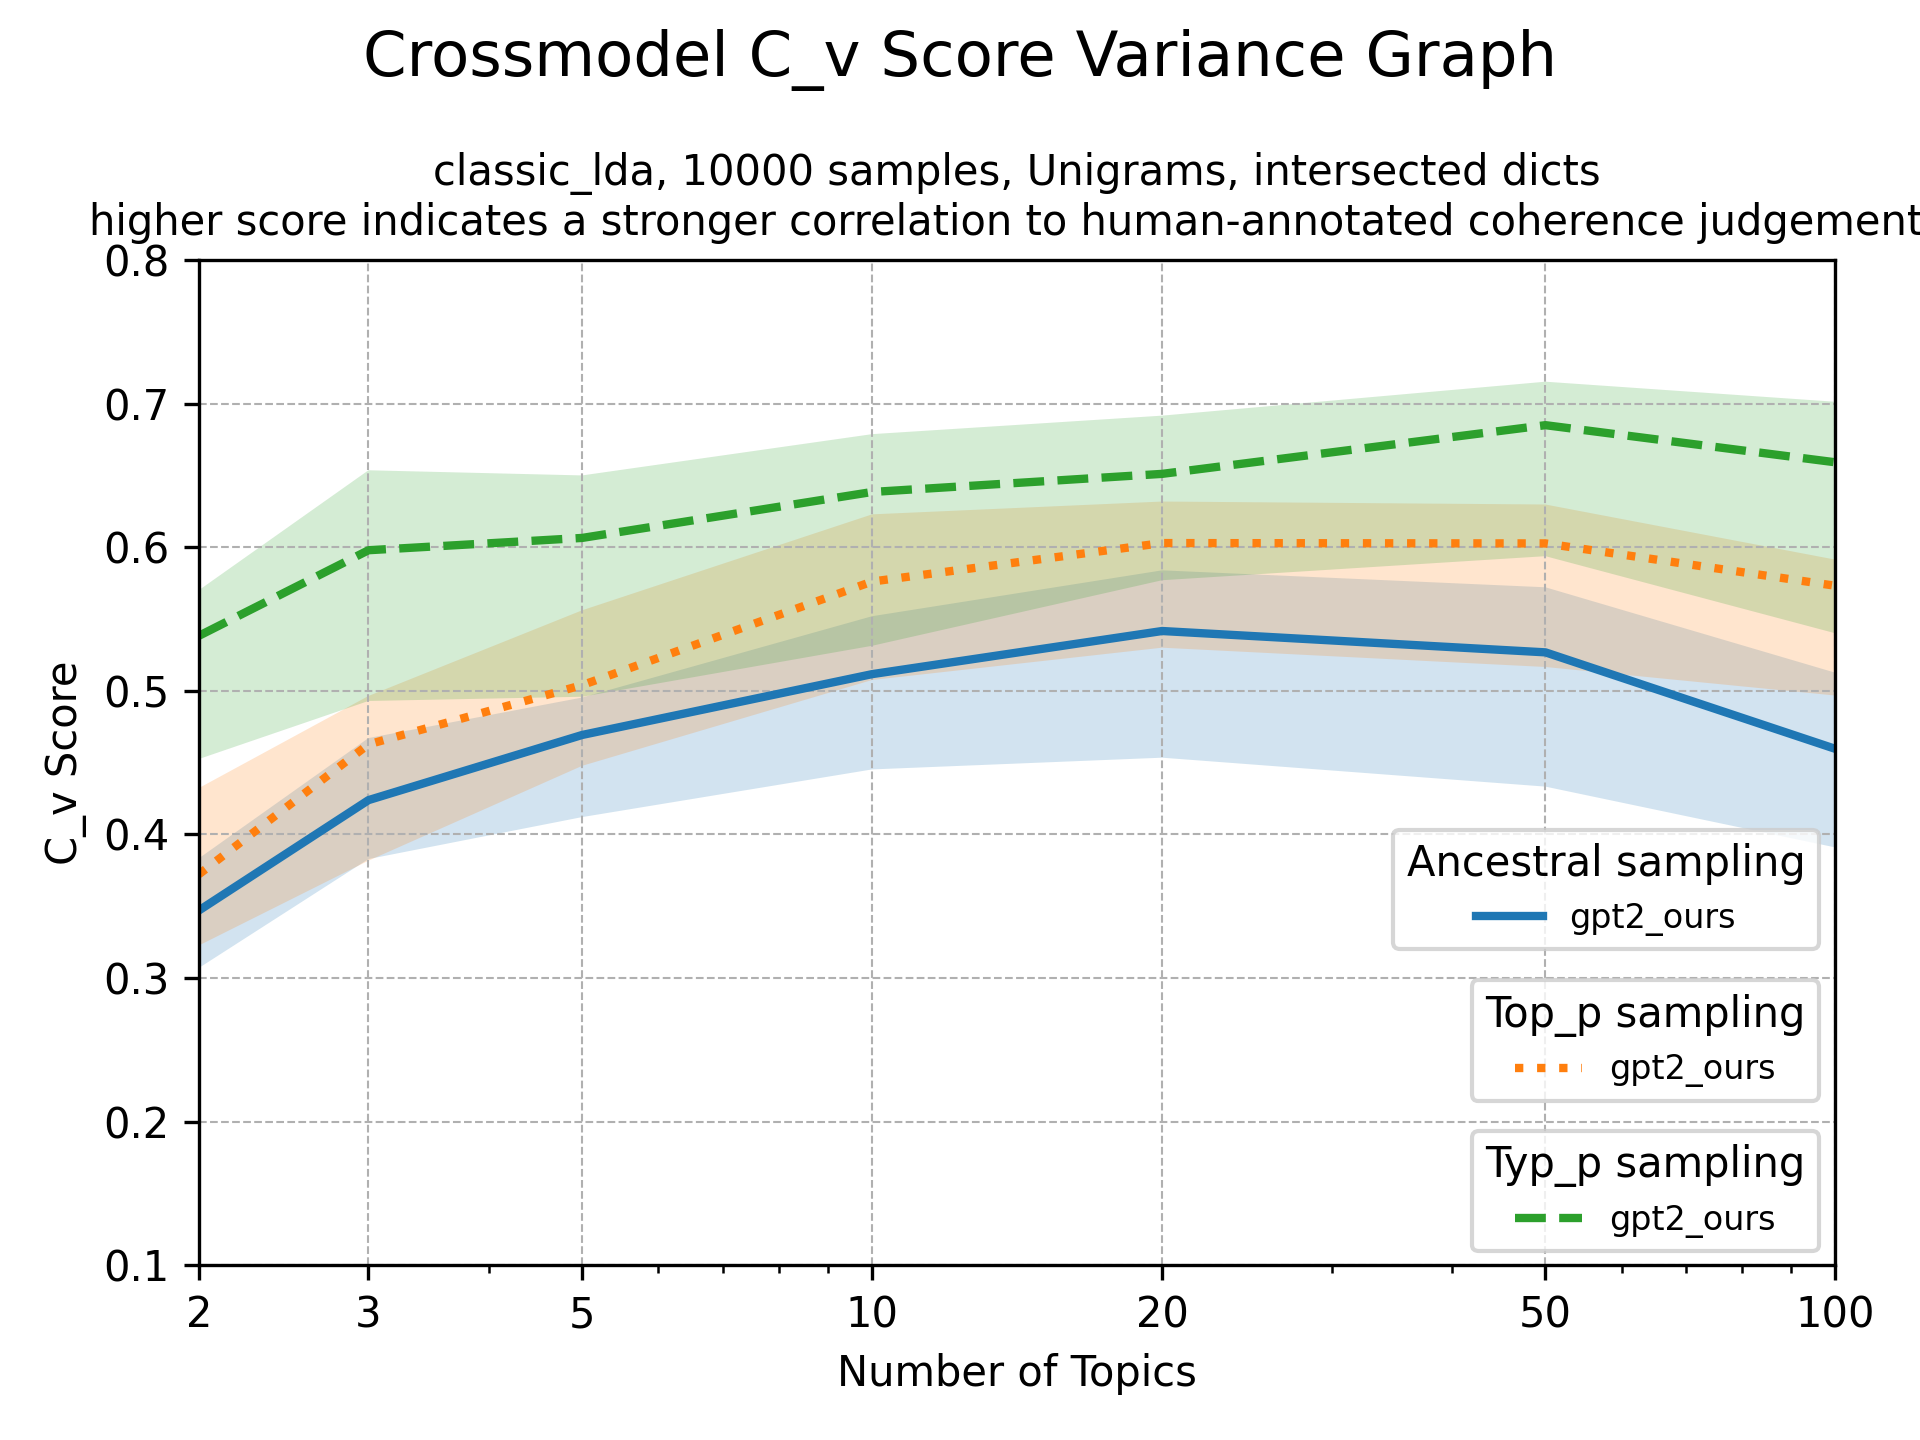 Crossmodel C_v Score Variance Graph
classic_lda, 10000 samples, Unigrams, intersected dicts
higher score indicates a stronger correlation to human-annotated coherence judgement
0.8
0.7
0.6
0.5
0.4
0.3
0.2
0.1
C_v Score
Ancestral sampling
gpt2_ours
Top_p sampling
gpt2_ours
Typ_p sampling
gpt2_ours
2 3 5 10 20 50 100
Number of Topics